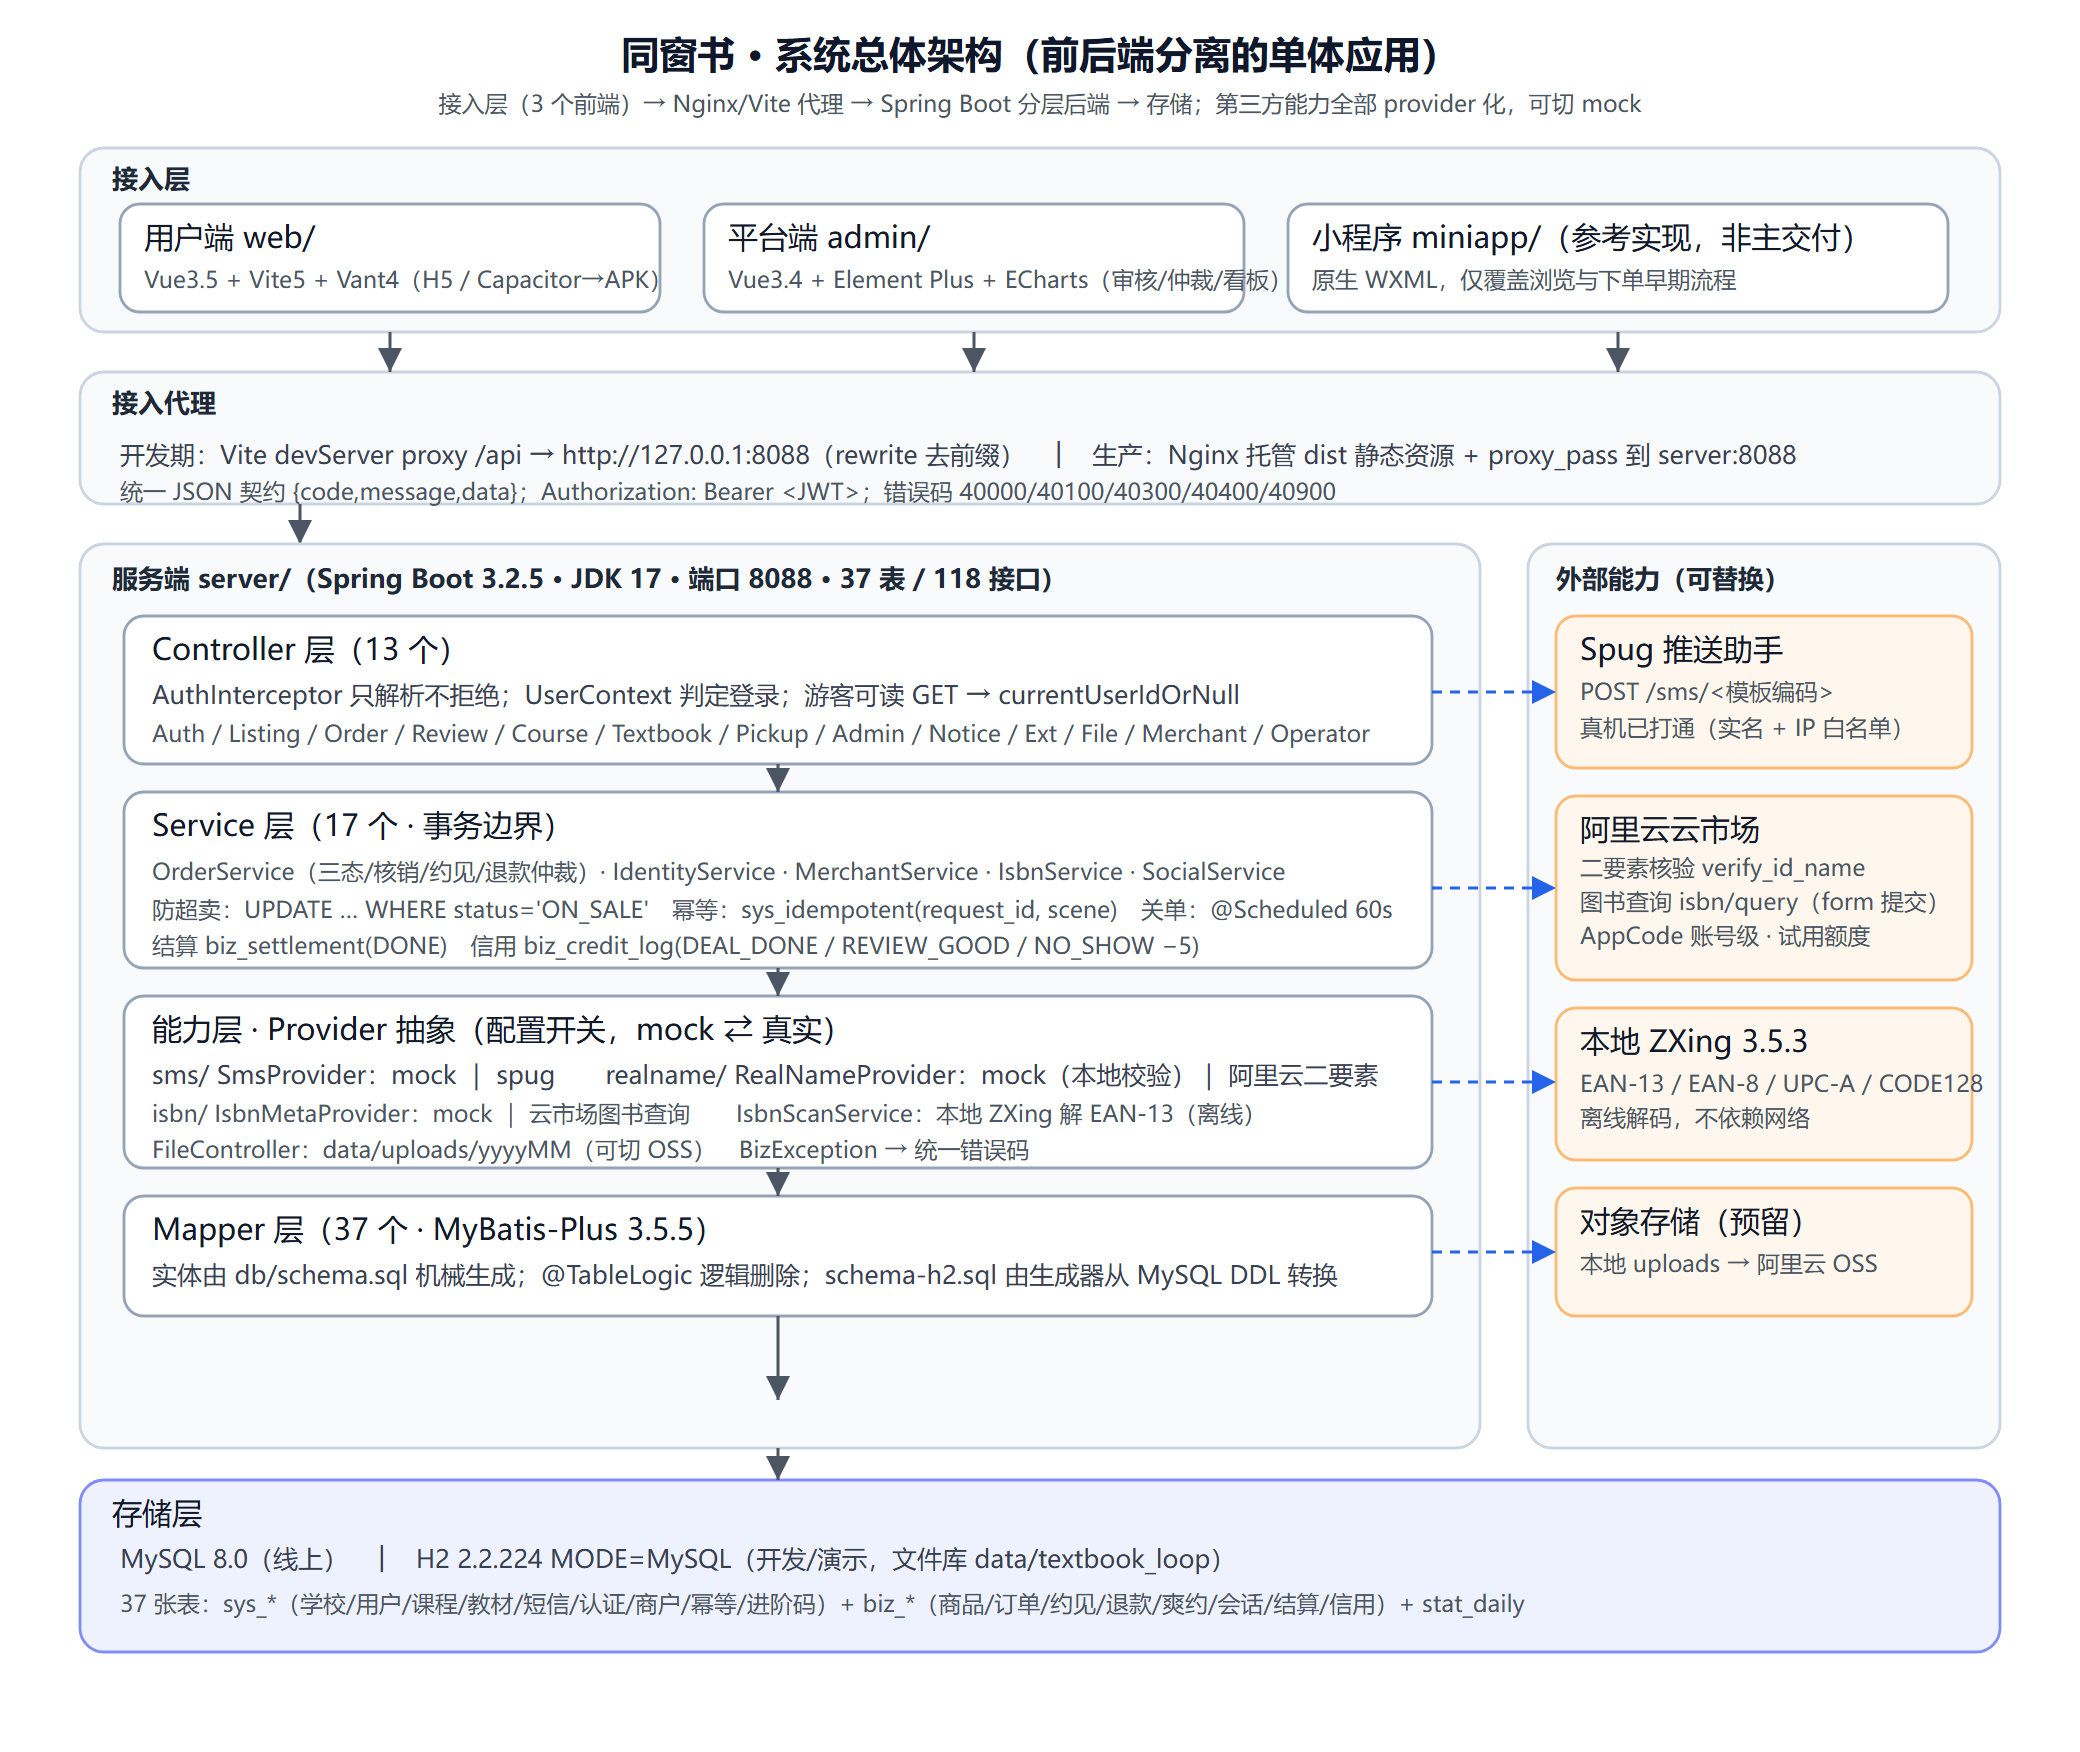 同窗书 • 系统总体架构（前后端分离的单体应用）
接入层（3 个前端）→ Nginx/Vite 代理 → Spring Boot 分层后端 → 存储；第三方能力全部 provider 化，可切 mock
接入层
用户端 web/
Vue3.5 + Vite5 + Vant4（H5 / Capacitor→APK）
平台端 admin/
Vue3.4 + Element Plus + ECharts（审核/仲裁/看板）
小程序 miniapp/（参考实现，非主交付）
原生 WXML，仅覆盖浏览与下单早期流程
接入代理
开发期：Vite devServer proxy /api → http://127.0.0.1:8088（rewrite 去前缀） ｜ 生产：Nginx 托管 dist 静态资源 + proxy_pass 到 server:8088
统一 JSON 契约 {code,message,data}；Authorization: Bearer <JWT>；错误码 40000/40100/40300/40400/40900
服务端 server/（Spring Boot 3.2.5 • JDK 17 • 端口 8088 • 37 表 / 118 接口）
Controller 层（13 个）
AuthInterceptor 只解析不拒绝；UserContext 判定登录；游客可读 GET → currentUserIdOrNull
Auth / Listing / Order / Review / Course / Textbook / Pickup / Admin / Notice / Ext / File / Merchant / Operator
Service 层（17 个 · 事务边界）
OrderService（三态/核销/约见/退款仲裁）· IdentityService · MerchantService · IsbnService · SocialService
防超卖：UPDATE … WHERE status='ON_SALE' 幂等：sys_idempotent(request_id, scene) 关单：@Scheduled 60s
结算 biz_settlement(DONE) 信用 biz_credit_log(DEAL_DONE / REVIEW_GOOD / NO_SHOW −5)
能力层 · Provider 抽象（配置开关，mock ⇄ 真实）
sms/ SmsProvider：mock ｜ spug realname/ RealNameProvider：mock（本地校验）｜ 阿里云二要素
isbn/ IsbnMetaProvider：mock ｜ 云市场图书查询 IsbnScanService：本地 ZXing 解 EAN-13（离线）
FileController：data/uploads/yyyyMM（可切 OSS） BizException → 统一错误码
Mapper 层（37 个 · MyBatis-Plus 3.5.5）
实体由 db/schema.sql 机械生成；@TableLogic 逻辑删除；schema-h2.sql 由生成器从 MySQL DDL 转换
外部能力（可替换）
Spug 推送助手
POST /sms/<模板编码>
真机已打通（实名 + IP 白名单）
阿里云云市场
二要素核验 verify_id_name
图书查询 isbn/query（form 提交）
AppCode 账号级 · 试用额度
本地 ZXing 3.5.3
EAN-13 / EAN-8 / UPC-A / CODE128
离线解码，不依赖网络
对象存储（预留）
本地 uploads → 阿里云 OSS
存储层
MySQL 8.0（线上） ｜ H2 2.2.224 MODE=MySQL（开发/演示，文件库 data/textbook_loop）
37 张表：sys_*（学校/用户/课程/教材/短信/认证/商户/幂等/进阶码）+ biz_*（商品/订单/约见/退款/爽约/会话/结算/信用）+ stat_daily